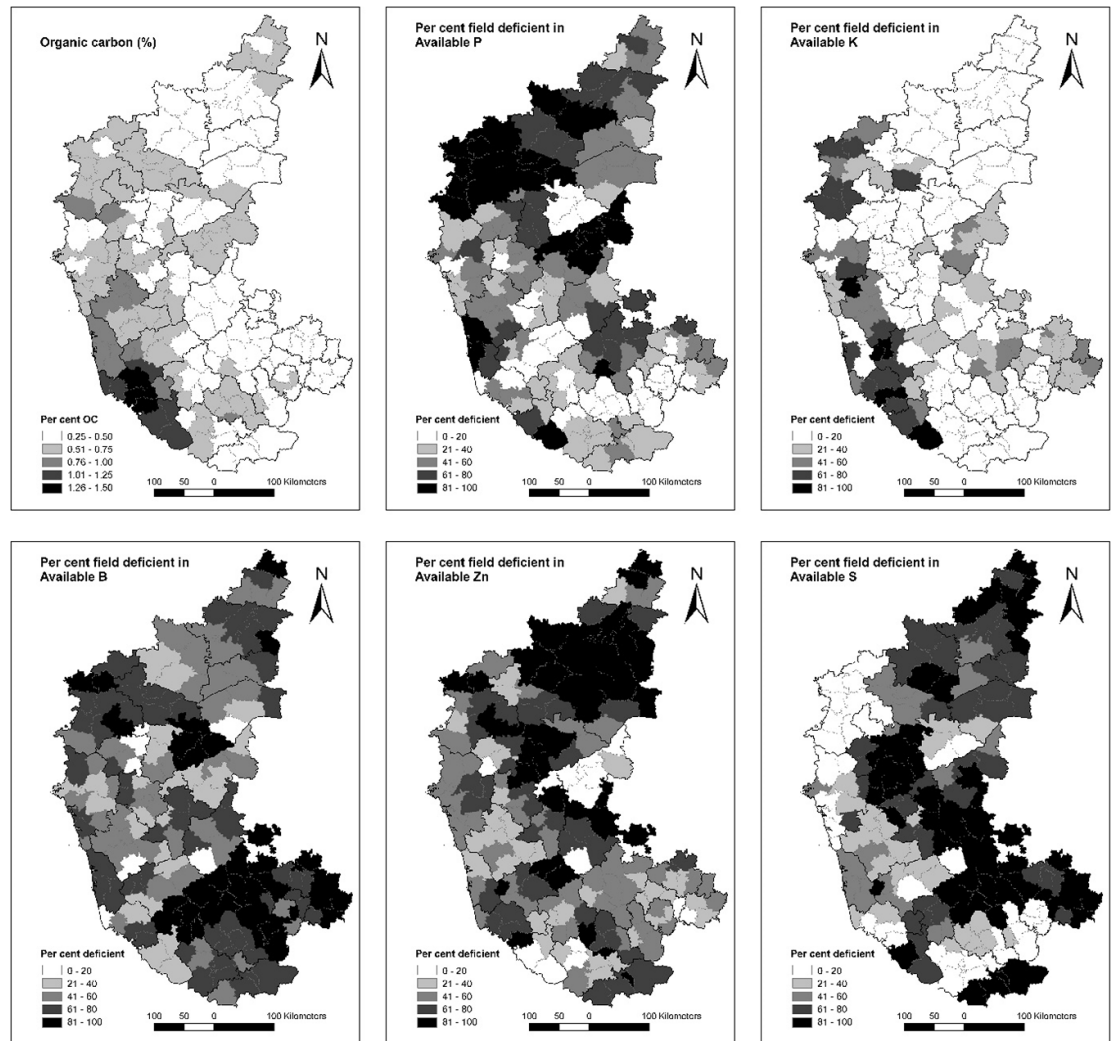 Organic carbon (%)
N
Per cent OC
0.25 - 0.50
0.51 - 0.75
0.76 - 1.00
1.01 - 1.25
1.26 - 1.50
100 50 0 100 Kilometers
Per cent field deficient in
Available P
N
Per cent deficient
0 - 20
21 - 40
41 - 60
61 - 80
81 - 100
100 50 0 100 Kilometers
Per cent field deficient in
Available K
N
Per cent deficient
0 - 20
21 - 40
41 - 60
61 - 80
81 - 100
100 50 0 100 Kilometers
Per cent field deficient in
Available B
N
Per cent deficient
0 - 20
21 - 40
41 - 60
61 - 80
81 - 100
100 50 0 100 Kilometers
Per cent field deficient in
Available Zn
N
Per cent deficient
0 - 20
21 - 40
41 - 60
61 - 80
81 - 100
100 50 0 100 Kilometers
Per cent field deficient in
Available S
N
Per cent deficient
0 - 20
21 - 40
41 - 60
61 - 80
81 - 100
100 50 0 100 Kilometers